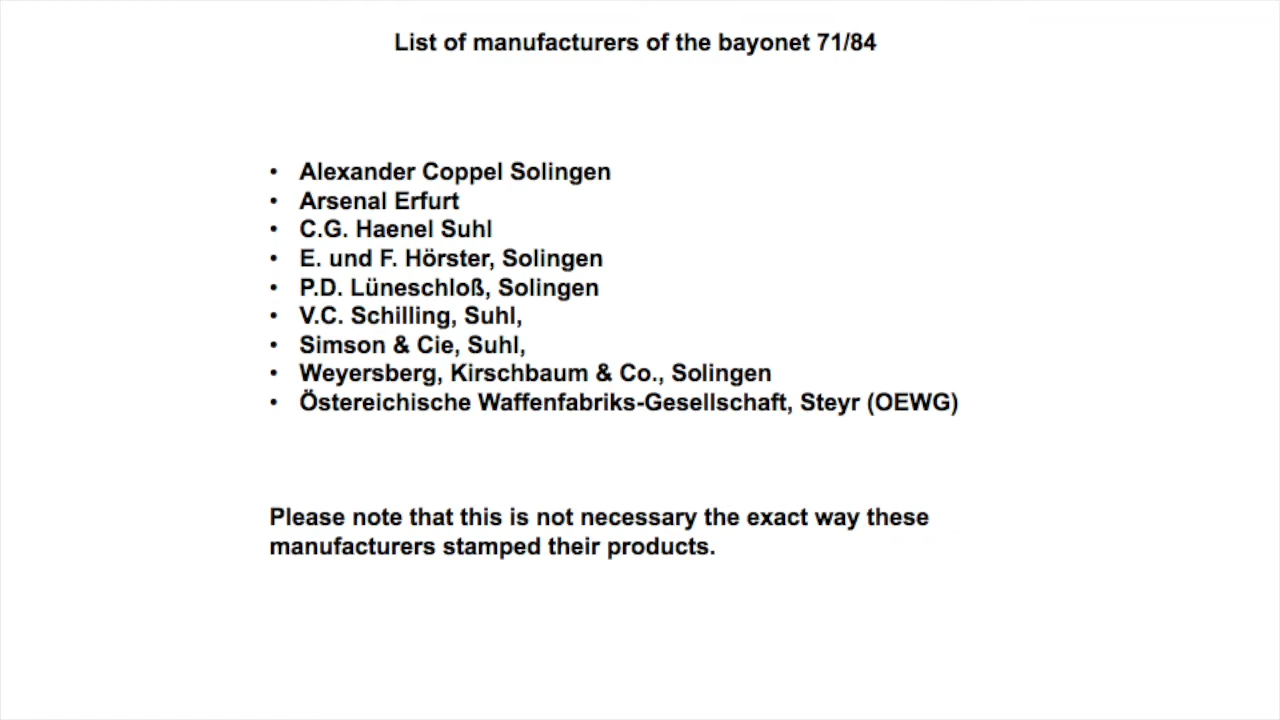 List of manufacturers of the bayonet 71/84
• Alexander Coppel Solingen
• Arsenal Erfurt
• C.G. Haenel Suhl
• E. und F. Hörster, Solingen
• P.D. Lüneschloß, Solingen
• V.C. Schilling, Suhl,
• Simson & Cie, Suhl,
• Weyersberg, Kirschbaum & Co., Solingen
• Östereichische Waffenfabriks-Gesellschaft, Steyr (OEWG)
Please note that this is not necessary the exact way these
manufacturers stamped their products.